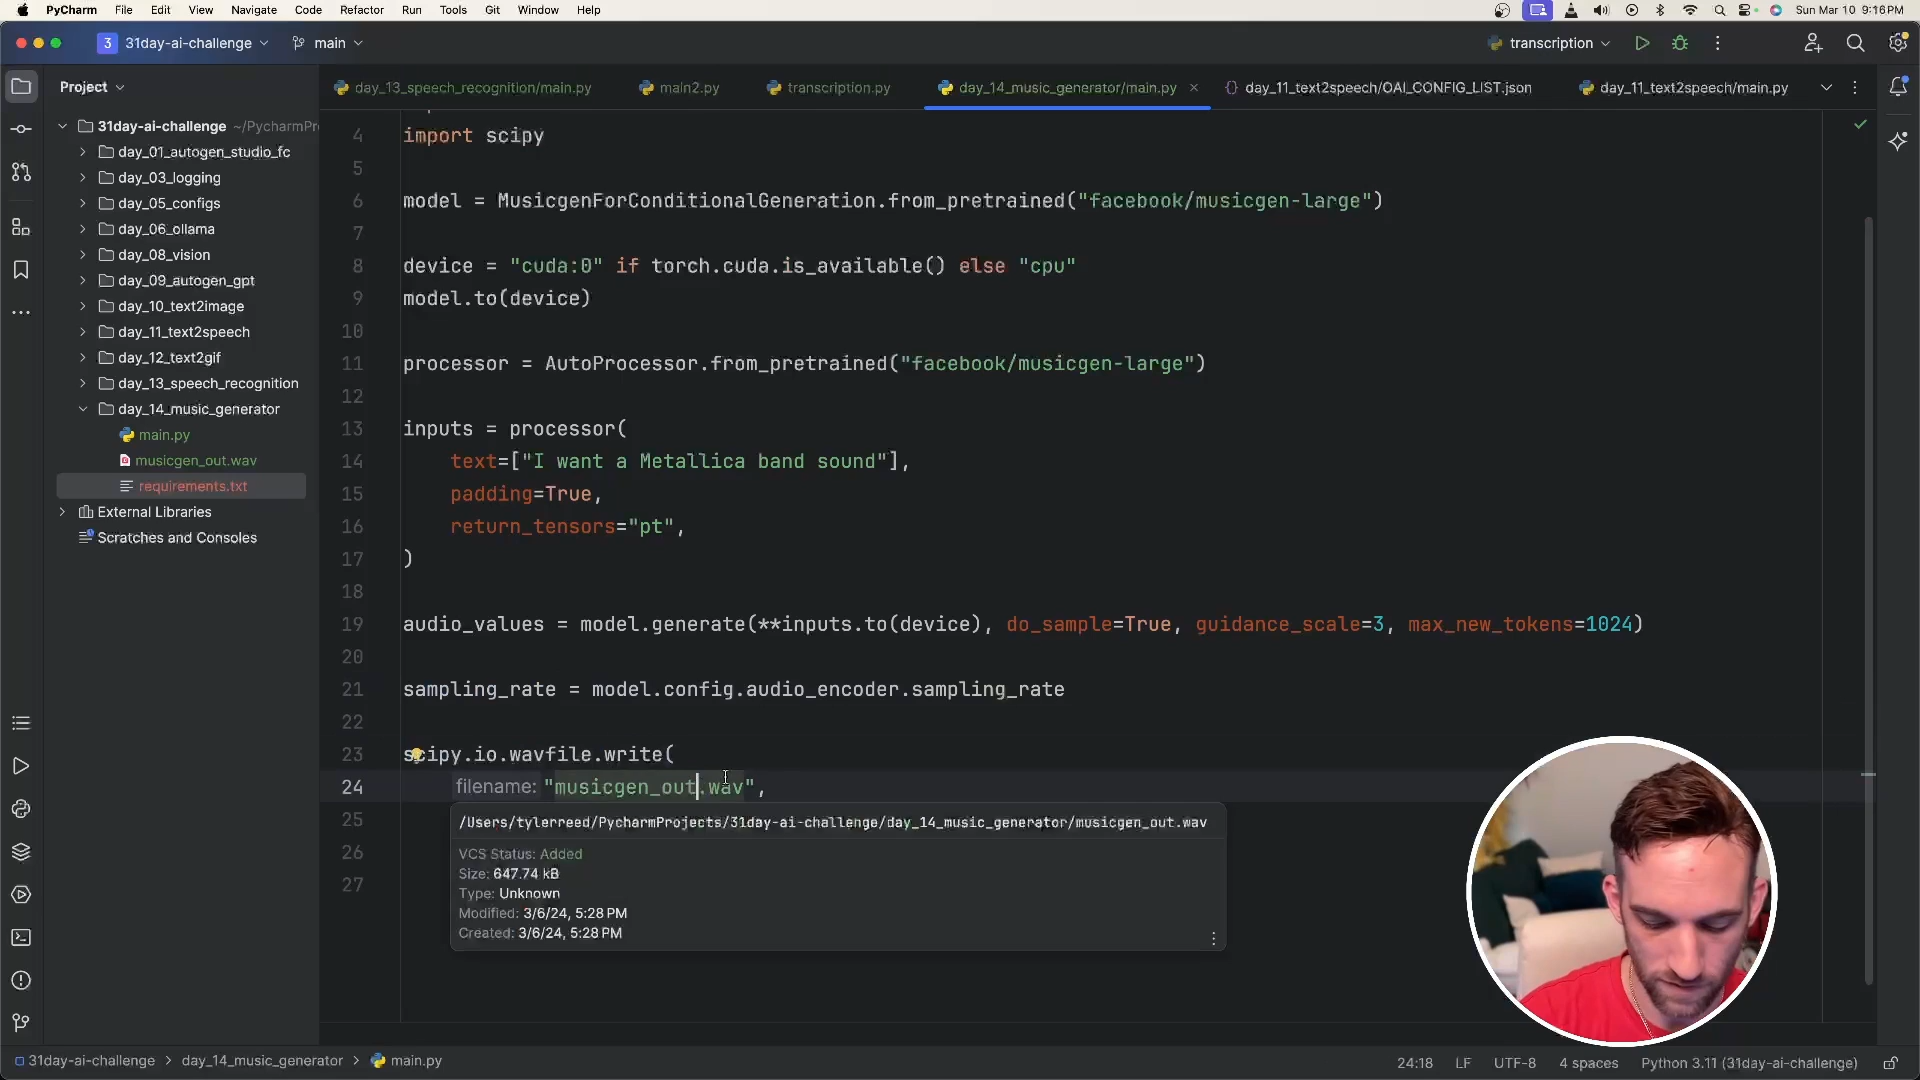 PyCharm File Edit View Navigate Code Refactor Run Tools Git Window Help Sun Mar 10 9:16 PM
3 31day-ai-challenge main transcription
Project day_13_speech_recognition/main.py main2.py transcription.py day_14_music_generator/main.py day_11_text2speech/OAI_CONFIG_LIST.json day_11_text2speech/main.py
31day-ai-challenge ~/PycharmPr
day_01_autogen_studio_fc
day_03_logging
day_05_configs
day_06_ollama
day_08_vision
day_09_autogen_gpt
day_10_text2image
day_11_text2speech
day_12_text2gif
day_13_speech_recognition
day_14_music_generator
main.py
musicgen_out.wav
requirements.txt
External Libraries
Scratches and Consoles
4 import scipy
5
6 model = MusicgenForConditionalGeneration.from_pretrained("facebook/musicgen-large")
7
8 device = "cuda:0" if torch.cuda.is_available() else "cpu"
9 model.to(device)
10
11 processor = AutoProcessor.from_pretrained("facebook/musicgen-large")
12
13 inputs = processor(
14 text=["I want a Metallica band sound"],
15 padding=True,
16 return_tensors="pt",
17 )
18
19 audio_values = model.generate(**inputs.to(device), do_sample=True, guidance_scale=3, max_new_tokens=1024)
20
21 sampling_rate = model.config.audio_encoder.sampling_rate
22
23 scipy.io.wavfile.write(
24 filename: "musicgen_out.wav",
25
26
27
/Users/tylerreed/PycharmProjects/31day-ai-challenge/day_14_music_generator/musicgen_out.wav
VCS Status: Added
Size: 647.74 kB
Type: Unknown
Modified: 3/6/24, 5:28 PM
Created: 3/6/24, 5:28 PM
31day-ai-challenge > day_14_music_generator > main.py 24:18 LF UTF-8 4 spaces Python 3.11 (31day-ai-challenge)